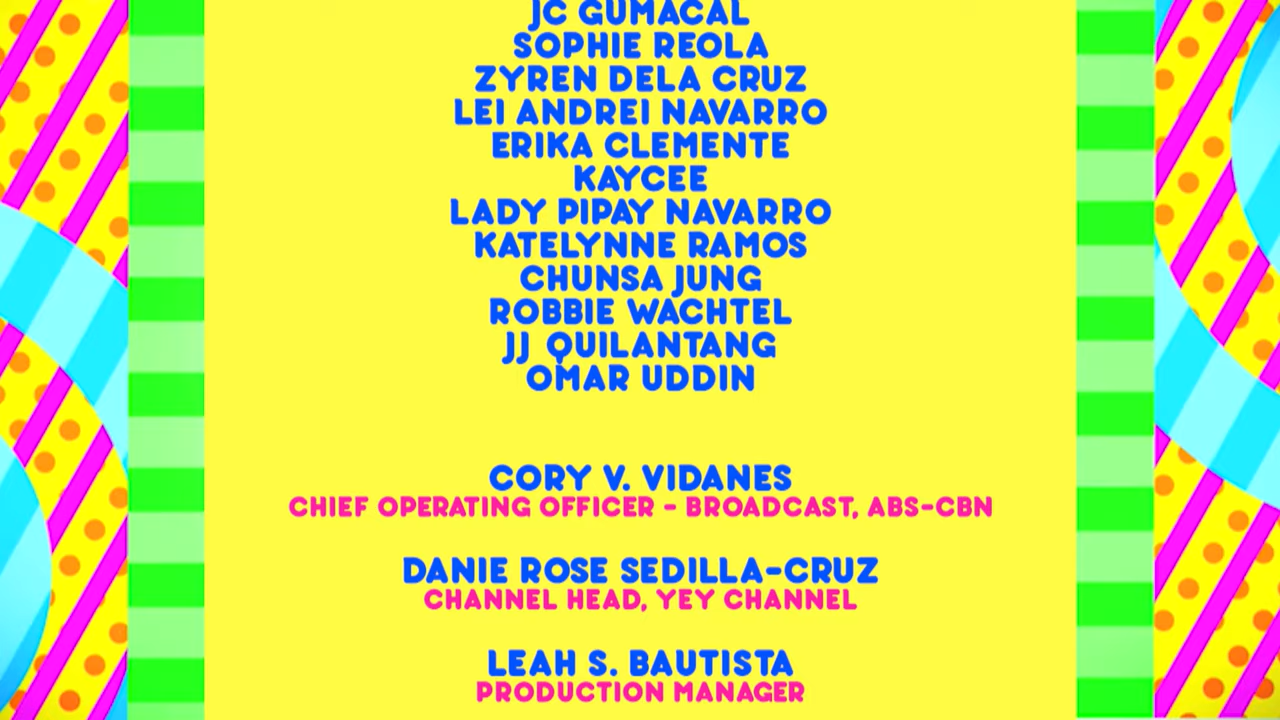 JC GUMACAL
SOPHIE REOLA
ZYREN DELA CRUZ
LEI ANDREI NAVARRO
ERIKA CLEMENTE
KAYCEE
LADY PIPAY NAVARRO
KATELYNNE RAMOS
CHUNSA JUNG
ROBBIE WACHTEL
JJ QUILANTANG
OMAR UDDIN
CORY V. VIDANES
CHIEF OPERATING OFFICER - BROADCAST, ABS-CBN
DANIE ROSE SEDILLA-CRUZ
CHANNEL HEAD, YEY CHANNEL
LEAH S. BAUTISTA
PRODUCTION MANAGER